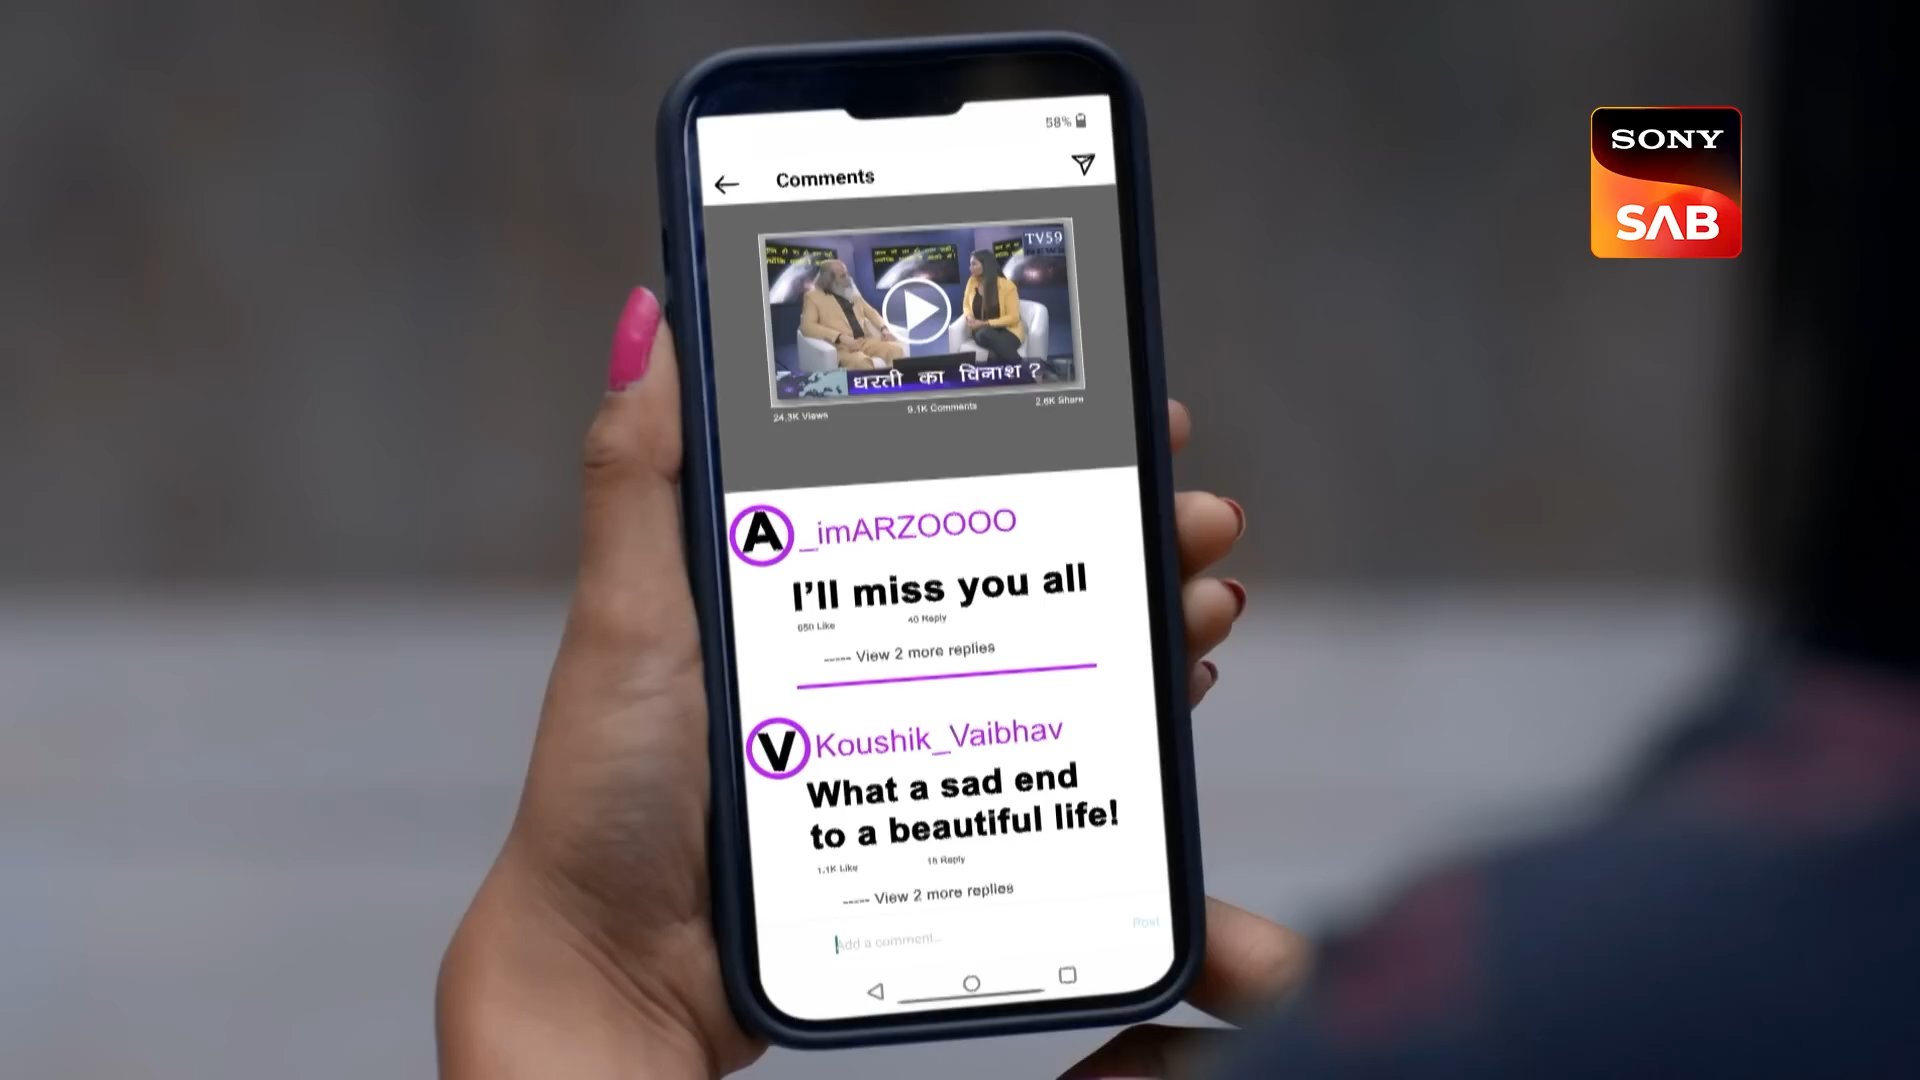 SONY
SAB
58%
Comments
TV59
धरती का विनाश ?
24.3K Views
9.1K Comments
2.6K Share
A
_imARZOOOO
I'll miss you all
650 Like
40 Reply
----- View 2 more replies
V
Koushik_Vaibhav
What a sad end
to a beautiful life!
1.1K Like
18 Reply
----- View 2 more replies
Add a comment...
Post